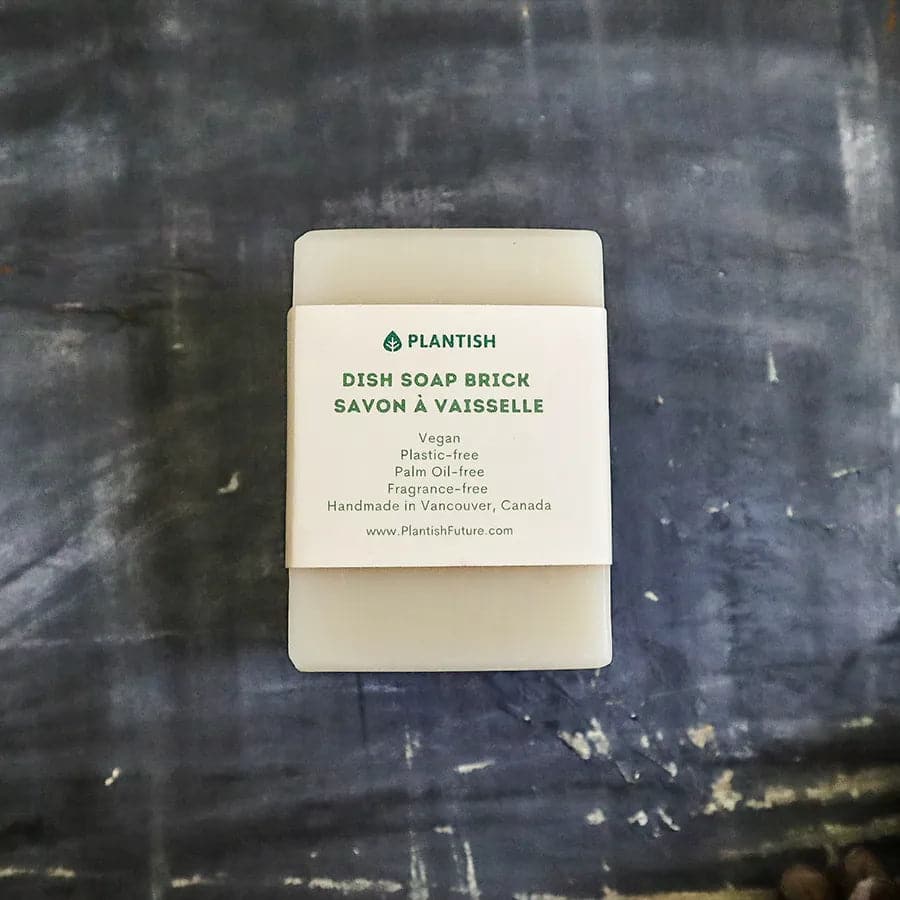 PLANTISH
DISH SOAP BRICK
SAVON À VAISSELLE
Vegan
Plastic-free
Palm Oil-free
Fragrance-free
Handmade in Vancouver, Canada
www.PlantishFuture.com